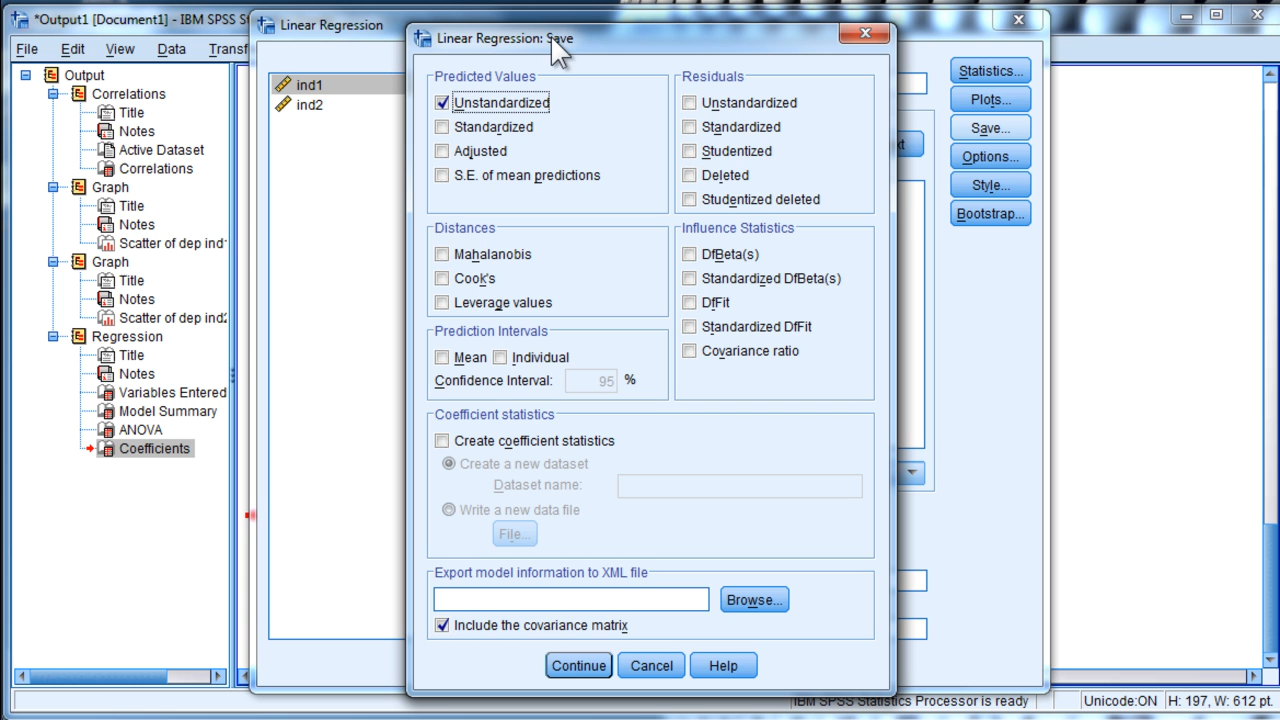 *Output1 [Document1] - IBM SPSS S
File Edit View Data Transf
Output
Correlations
Title
Notes
Active Dataset
Correlations
Graph
Title
Notes
Scatter of dep ind1
Graph
Title
Notes
Scatter of dep ind2
Regression
Title
Notes
Variables Entered
Model Summary
ANOVA
Coefficients
Linear Regression
ind1
ind2
Linear Regression: Save
Predicted Values
Unstandardized
Standardized
Adjusted
S.E. of mean predictions
Residuals
Unstandardized
Standardized
Studentized
Deleted
Studentized deleted
Distances
Mahalanobis
Cook's
Leverage values
Influence Statistics
DfBeta(s)
Standardized DfBeta(s)
DfFit
Standardized DfFit
Covariance ratio
Prediction Intervals
Mean Individual
Confidence Interval: 95 %
Coefficient statistics
Create coefficient statistics
Create a new dataset
Dataset name:
Write a new data file
File...
Export model information to XML file
Browse...
Include the covariance matrix
Continue Cancel Help
xt
Statistics...
Plots...
Save...
Options...
Style...
Bootstrap...
IBM SPSS Statistics Processor is ready Unicode:ON H: 197, W: 612 pt.